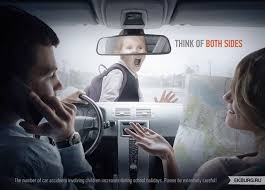 THINK OF BOTH SIDES
The number of car accidents involving children increases during school holidays. Please be extremely careful!
EKBURG.RU